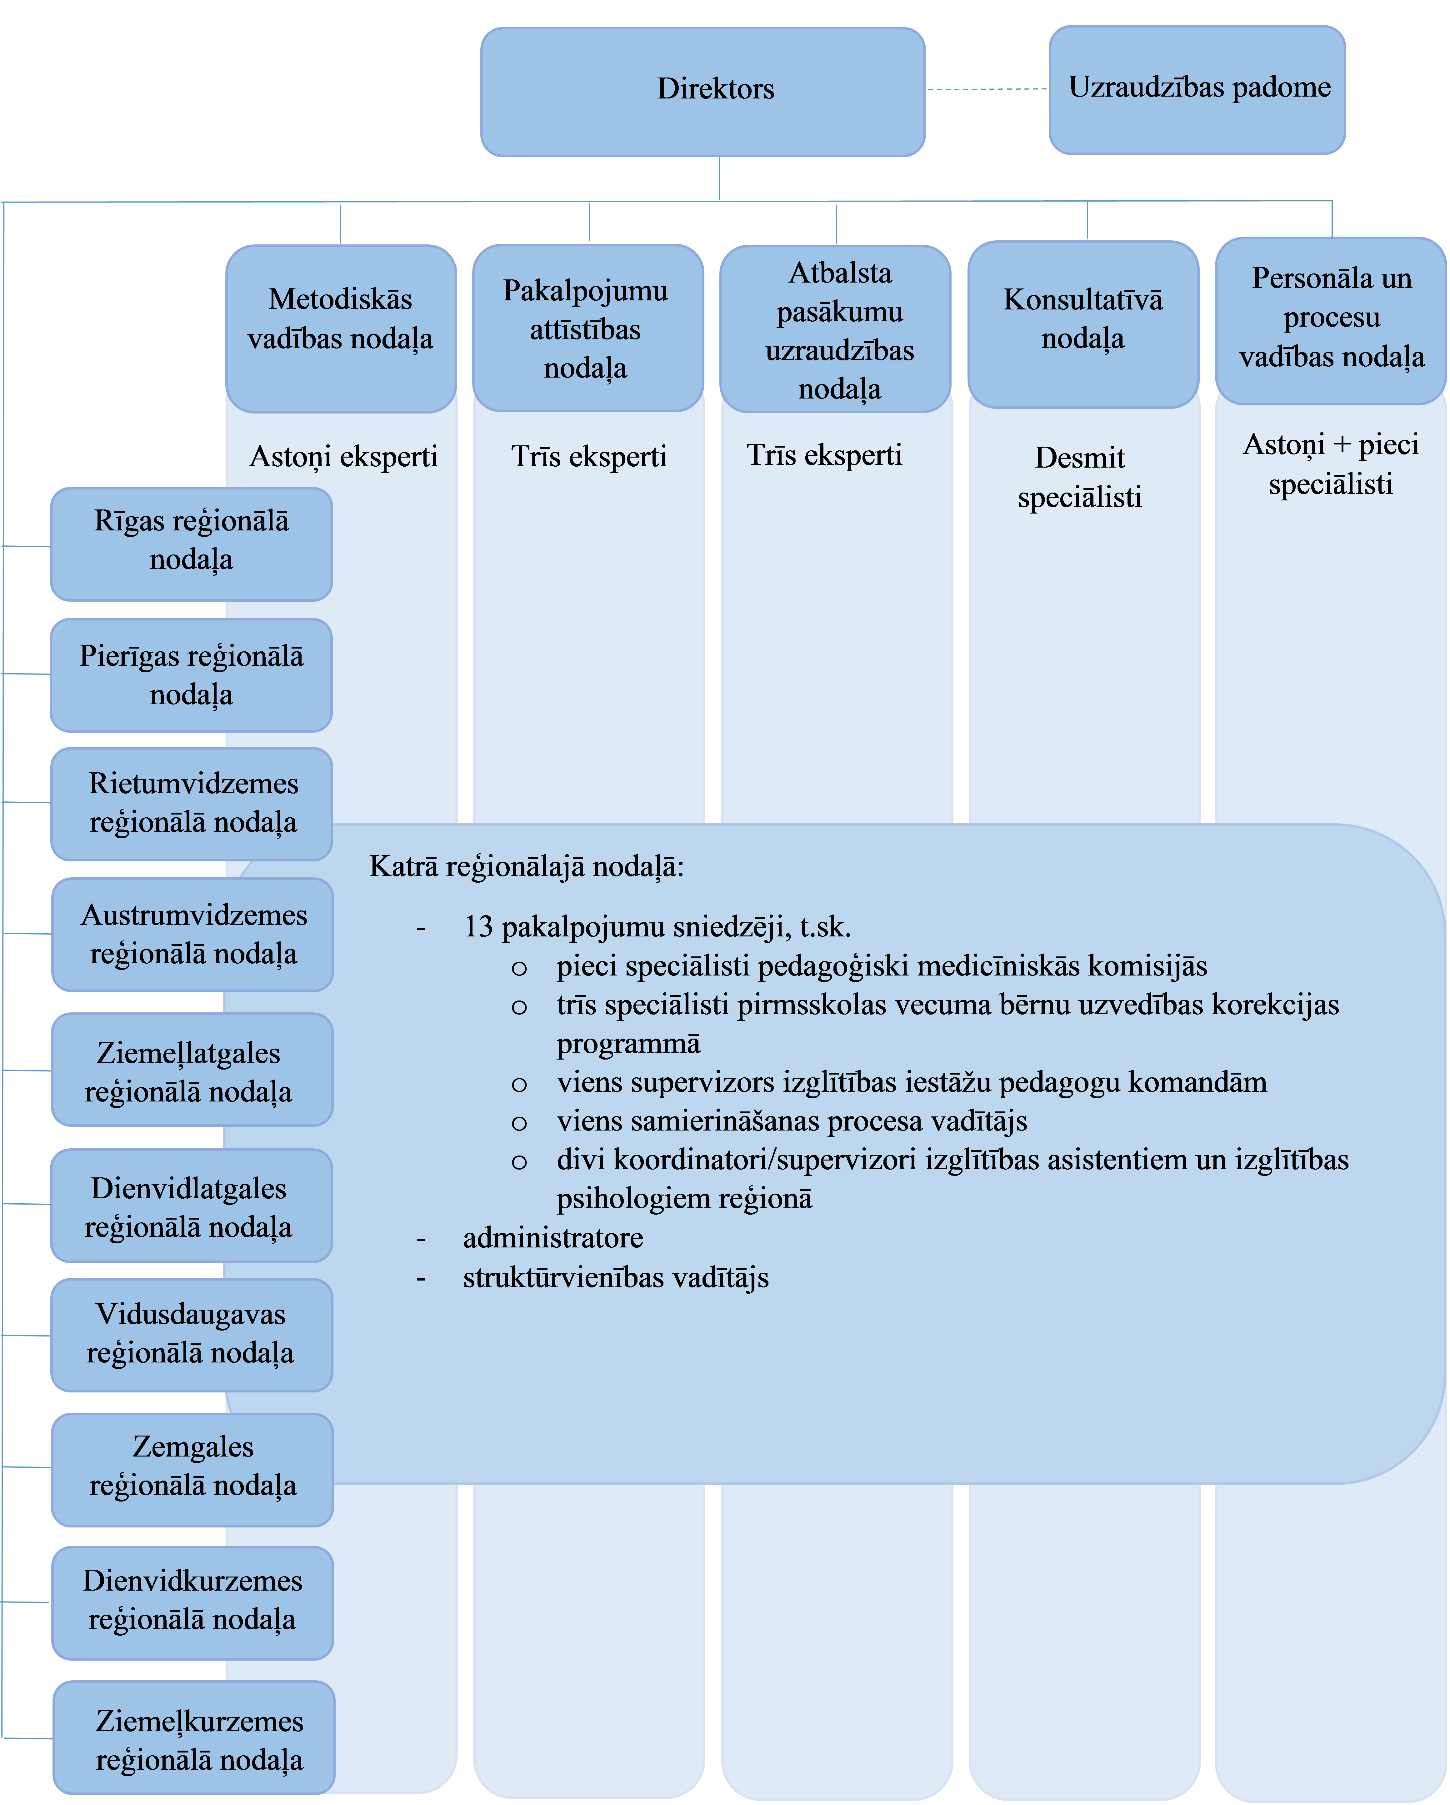 Direktors
Uzraudzības padome
Metodiskās
vadības nodaļa
Pakalpojumu
attīstības
nodaļa
Atbalsta
pasākumu
uzraudzības
nodaļa
Konsultatīvā
nodaļa
Personāla un
procesu
vadības nodaļa
Astoņi eksperti
Trīs eksperti
Trīs eksperti
Desmit
speciālisti
Astoņi + pieci
speciālisti
Rīgas reģionālā
nodaļa
Pierīgas reģionālā
nodaļa
Rietumvidzemes
reģionālā nodaļa
Austrumvidzemes
reģionālā nodaļa
Ziemeļlatgales
reģionālā nodaļa
Dienvidlatgales
reģionālā nodaļa
Vidusdaugavas
reģionālā nodaļa
Zemgales
reģionālā nodaļa
Dienvidkurzemes
reģionālā nodaļa
Ziemeļkurzemes
reģionālā nodaļa
Katrā reģionālajā nodaļā:
- 13 pakalpojumu sniedzēji, t.sk.
o pieci speciālisti pedagoģiski medicīniskās komisijās
o trīs speciālisti pirmsskolas vecuma bērnu uzvedības korekcijas
programmā
o viens supervizors izglītības iestāžu pedagogu komandām
o viens samierināšanas procesa vadītājs
o divi koordinatori/supervizori izglītības asistentiem un izglītības
psihologiem reģionā
- administratore
- struktūrvienības vadītājs